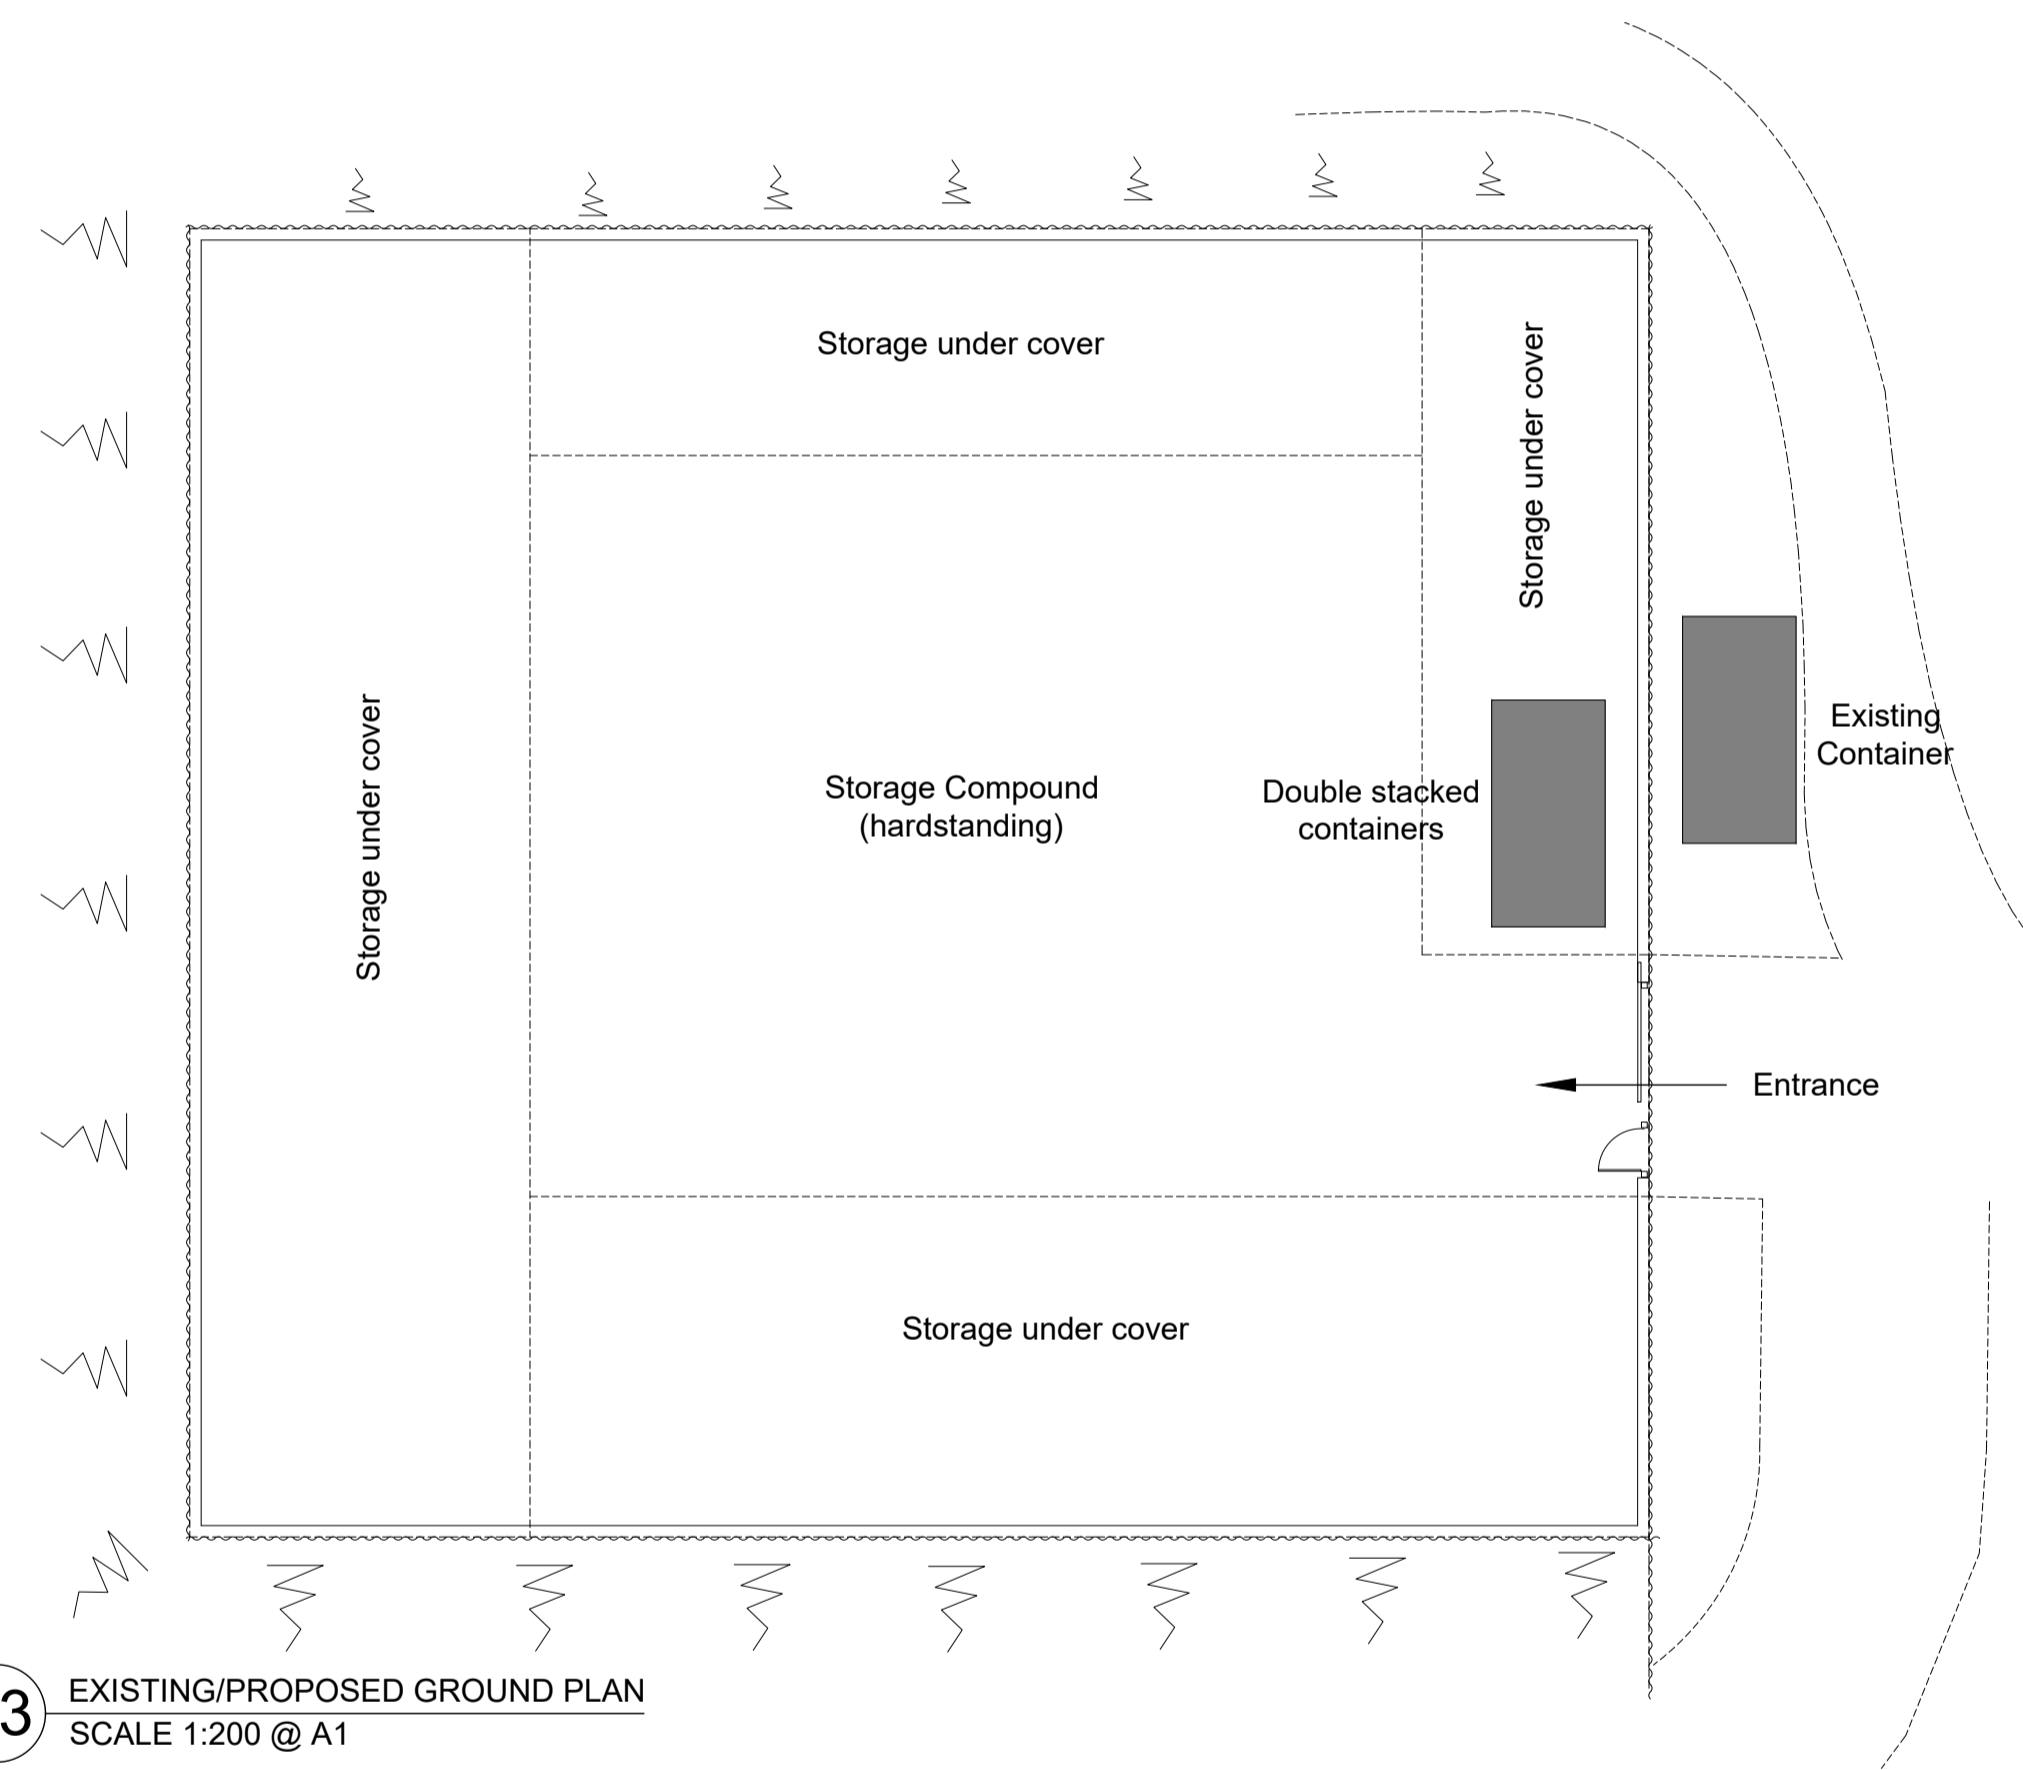 Storage under cover
Storage under cover
Storage under cover
Storage Compound
(hardstanding)
Double stacked
containers
Existing
Container
Entrance
Storage under cover
3
EXISTING/PROPOSED GROUND PLAN
SCALE 1:200 @ A1